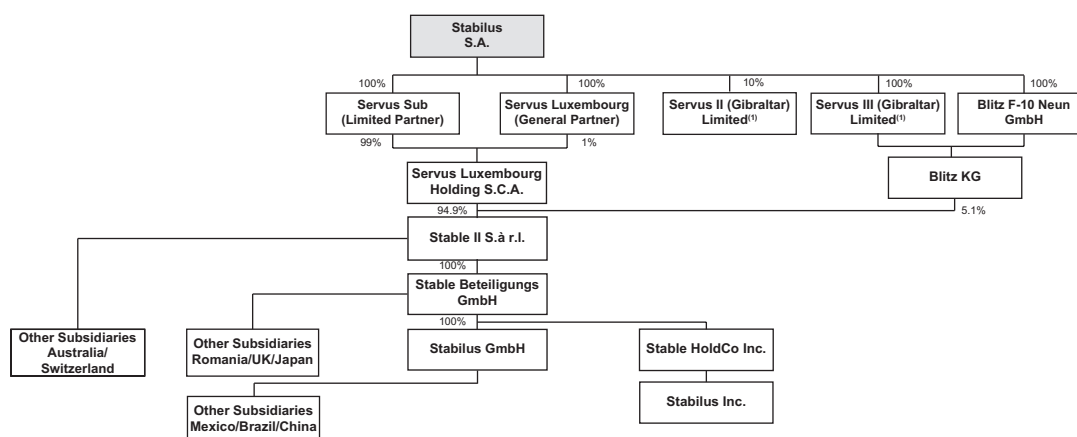 Stabilus
S.A.
100%
100%
10%
100%
100%
Servus Sub
(Limited Partner)
Servus Luxembourg
(General Partner)
Servus II (Gibraltar)
Limited(1)
Servus III (Gibraltar)
Limited(1)
Blitz F-10 Neun
GmbH
99%
1%
Servus Luxembourg
Holding S.C.A.
Blitz KG
94.9%
5.1%
Stable II S.à r.l.
100%
Stable Beteiligungs
GmbH
100%
Other Subsidiaries
Australia/
Switzerland
Other Subsidiaries
Romania/UK/Japan
Stabilus GmbH
Stable HoldCo Inc.
Other Subsidiaries
Mexico/Brazil/China
Stabilus Inc.